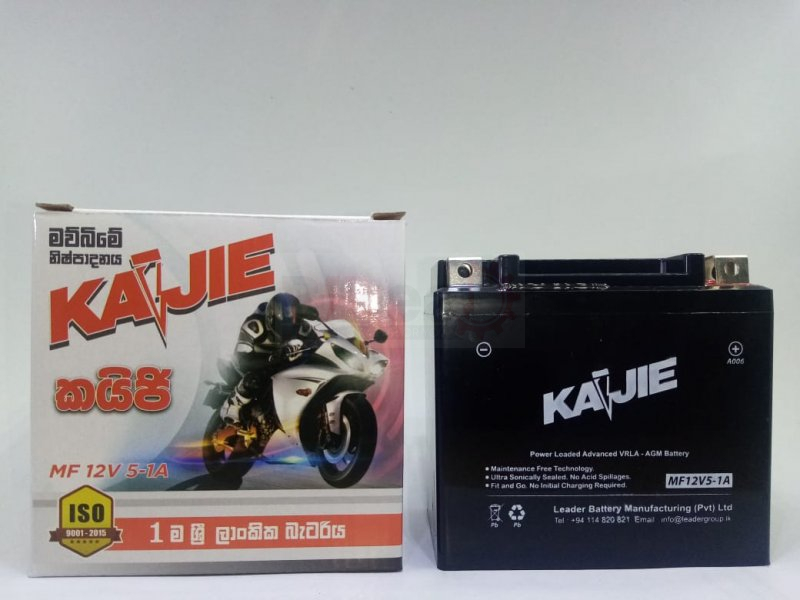 මව්බිමේ
නිෂ්පාදනය
KAIJIE
කයිජි
MF 12V 5-1A
ISO
9001 - 2015
1 ම ශ්‍රී ලාංකික බැටරිය
A006
KAIJIE
Power Loaded Advanced VRLA - AGM Battery
• Maintenance Free Technology.
• Ultra Sonically Sealed. No Acid Spillages.
• Fit and Go. No Initial Charging Required.
MF12V5-1A
Pb
Pb
Leader Battery Manufacturing (Pvt) Ltd
Tel +94 114 820 821 Email info@leadergroup.lk